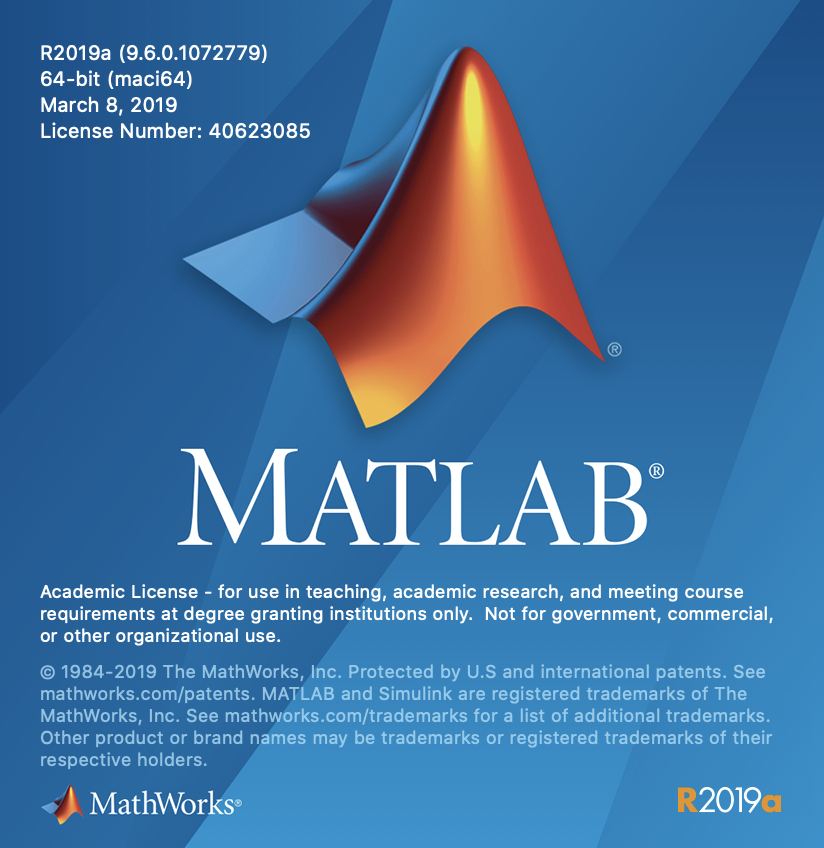 R2019a (9.6.0.1072779)
64-bit (maci64)
March 8, 2019
License Number: 40623085
®
MATLAB®
Academic License - for use in teaching, academic research, and meeting course
requirements at degree granting institutions only.  Not for government, commercial,
or other organizational use.
© 1984-2019 The MathWorks, Inc. Protected by U.S and international patents. See
mathworks.com/patents. MATLAB and Simulink are registered trademarks of The
MathWorks, Inc. See mathworks.com/trademarks for a list of additional trademarks.
Other product or brand names may be trademarks or registered trademarks of their
respective holders.
MathWorks® R2019a